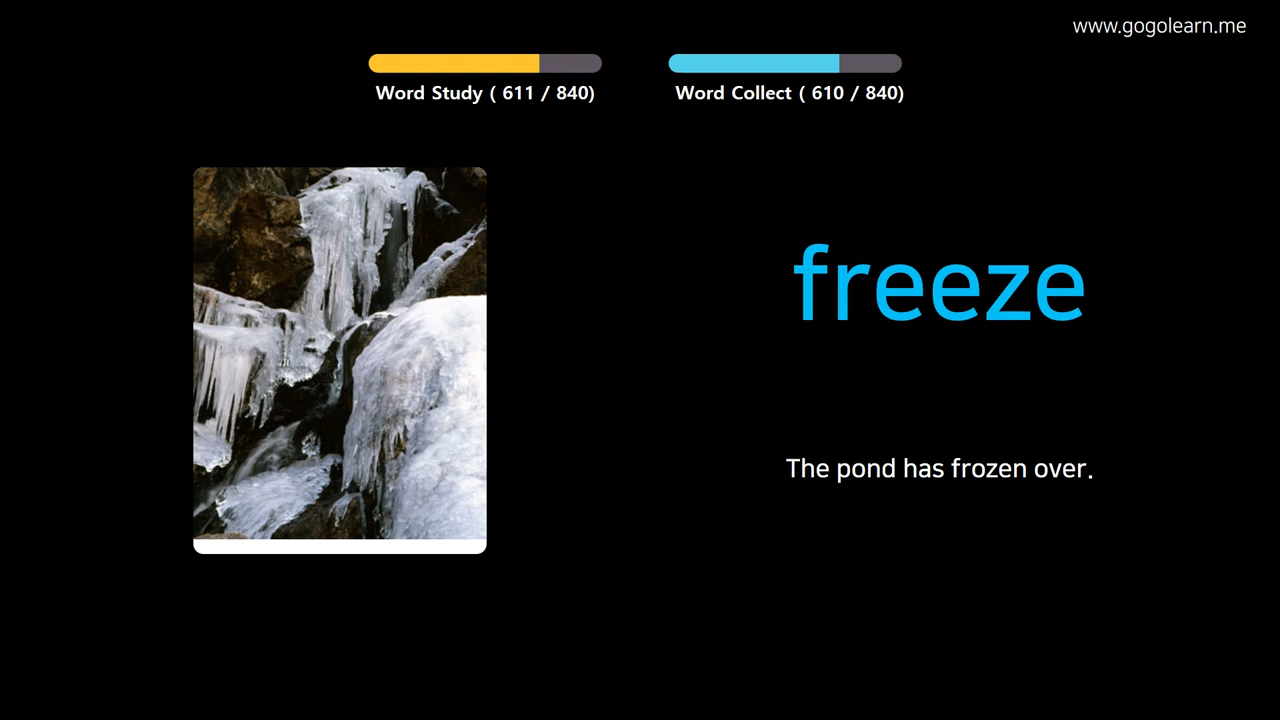 www.gogolearn.me
Word Study ( 611 / 840)
Word Collect ( 610 / 840)
freeze
The pond has frozen over.